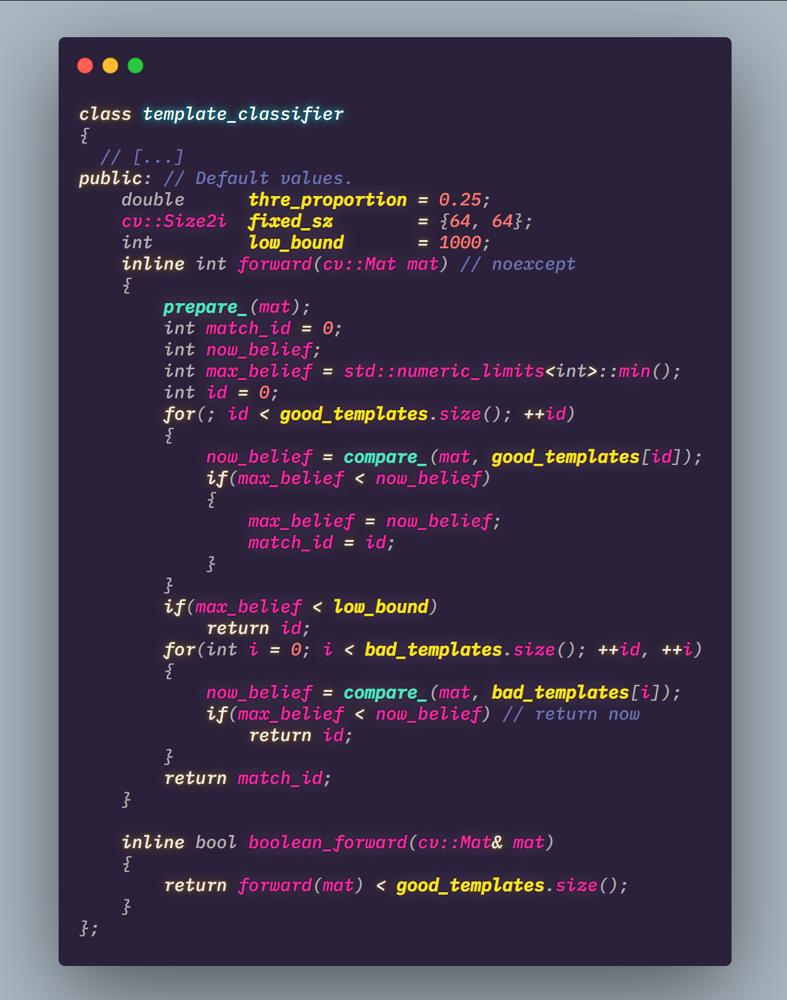 class template_classifier
{
  // [...]
public: // Default values.
    double      thre_proportion = 0.25;
    cv::Size2i  fixed_sz        = {64, 64};
    int         low_bound       = 1000;
    inline int forward(cv::Mat mat) // noexcept
    {
        prepare_(mat);
        int match_id = 0;
        int now_belief;
        int max_belief = std::numeric_limits<int>::min();
        int id = 0;
        for(; id < good_templates.size(); ++id)
        {
            now_belief = compare_(mat, good_templates[id]);
            if(max_belief < now_belief)
            {
                max_belief = now_belief;
                match_id = id;
            }
        }
        if(max_belief < low_bound)
            return id;
        for(int i = 0; i < bad_templates.size(); ++id, ++i)
        {
            now_belief = compare_(mat, bad_templates[i]);
            if(max_belief < now_belief) // return now
                return id;
        }
        return match_id;
    }

    inline bool boolean_forward(cv::Mat& mat)
    {
        return forward(mat) < good_templates.size();
    }
};